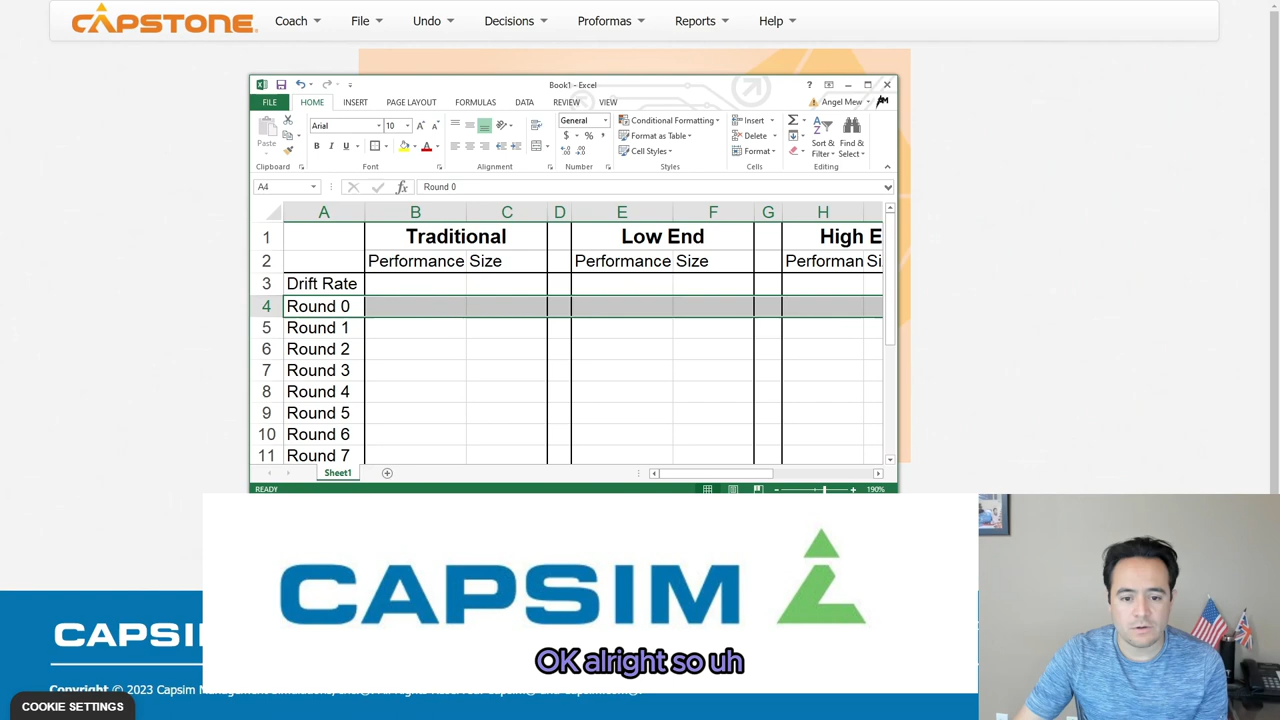 CAPSTONE
Coach File Undo Decisions Proformas Reports Help
Book1 - Excel
FILE HOME INSERT PAGE LAYOUT FORMULAS DATA REVIEW VIEW Angel Mew
Paste Arial 10 General Conditional Formatting Format as Table Cell Styles Insert Delete Format Sort & Filter Find & Select
Clipboard Font Alignment Number Styles Cells Editing
A4 Round 0
A B C D E F G H
1 Traditional Low End High E
2 Performance Size Performance Size Performan Si
3 Drift Rate
4 Round 0
5 Round 1
6 Round 2
7 Round 3
8 Round 4
9 Round 5
10 Round 6
11 Round 7
Sheet1
READY 190%
CAPSIM
CAPSIM
OK alright so uh
Copyright © 2023 Capsim
COOKIE SETTINGS